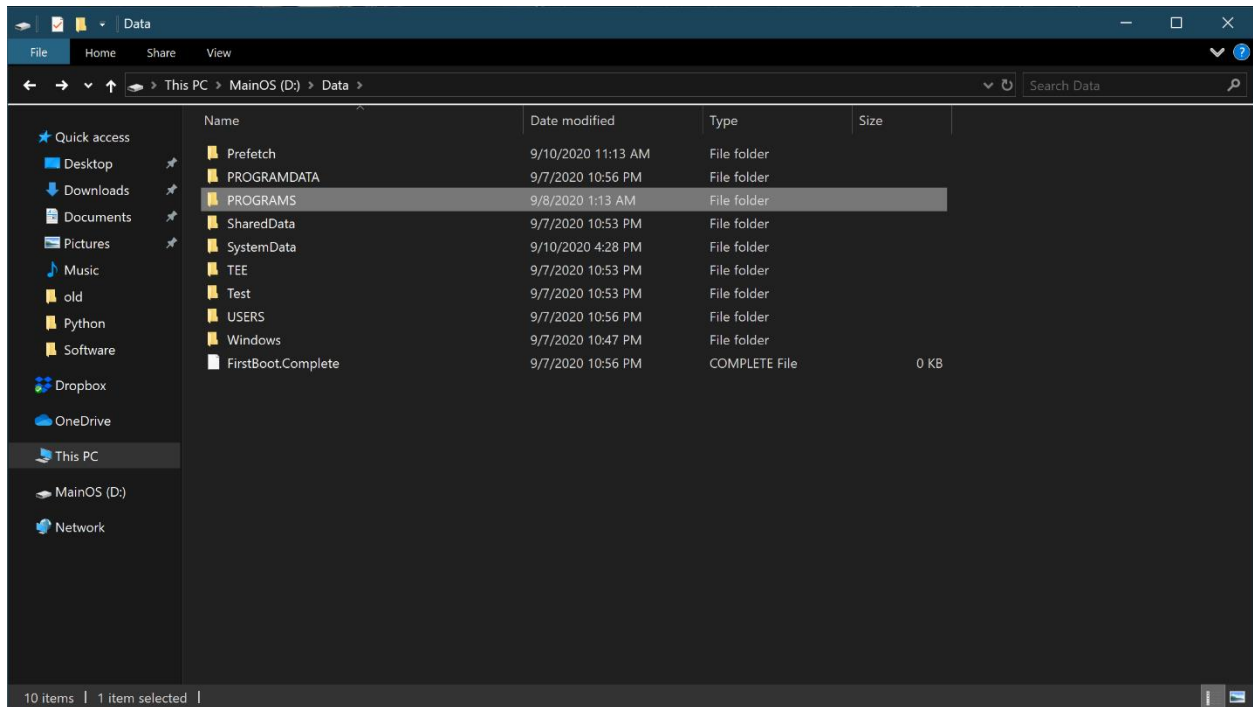 Data
File Home Share View
This PC > MainOS (D:) > Data >
Search Data
Quick access
Desktop
Downloads
Documents
Pictures
Music
old
Python
Software
Dropbox
OneDrive
This PC
MainOS (D:)
Network
Name Date modified Type Size
Prefetch 9/10/2020 11:13 AM File folder
PROGRAMDATA 9/7/2020 10:56 PM File folder
PROGRAMS 9/8/2020 1:13 AM File folder
SharedData 9/7/2020 10:53 PM File folder
SystemData 9/10/2020 4:28 PM File folder
TEE 9/7/2020 10:53 PM File folder
Test 9/7/2020 10:53 PM File folder
USERS 9/7/2020 10:56 PM File folder
Windows 9/7/2020 10:47 PM File folder
FirstBoot.Complete 9/7/2020 10:56 PM COMPLETE File 0 KB
10 items 1 item selected